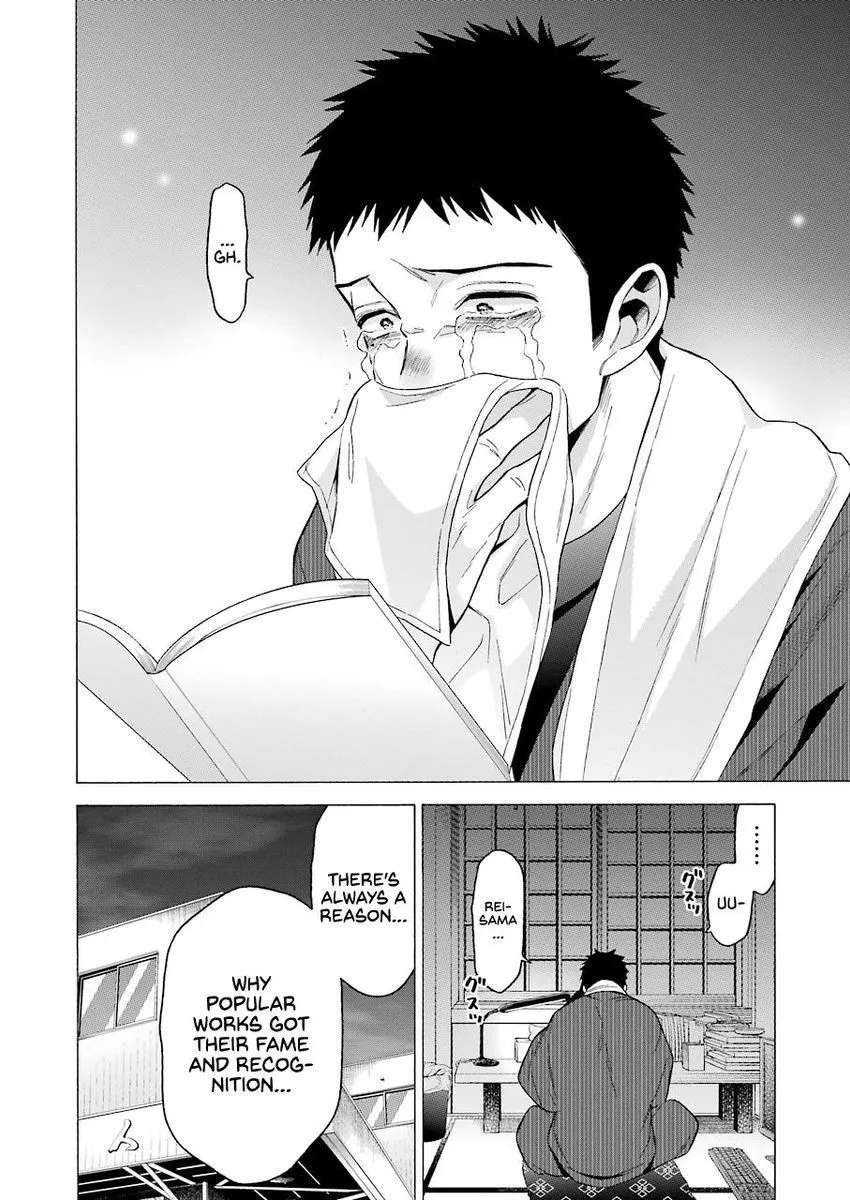 ...
GH.
......
UU-
グスッ
REI-
SAMA
...
グスッ
THERE'S
ALWAYS A
REASON...
WHY
POPULAR
WORKS GOT
THEIR FAME
AND RECOG-
NITION...
人